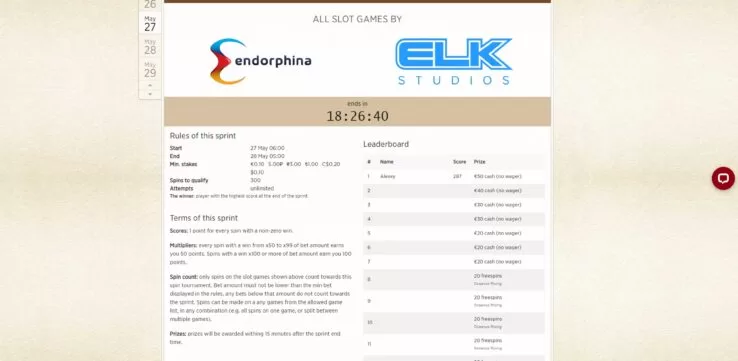 26
May
27
May
28
May
29
ALL SLOT GAMES BY
endorphina
ELK
STUDIOS
ends in
18:26:40
Rules of this sprint
Start 27 May 06:00
End 28 May 05:00
Min. stakes €0.10 5.00₽ ₴5.00 $1.00 C$0.20
$0.10
Spins to qualify 300
Attempts unlimited
The winner: player with the highest score at the end of the sprint
Terms of this sprint
Scores: 1 point for every spin with a non-zero win.
Multipliers: every spin with a win from x50 to x99 of bet amount earns
you 50 points. Spins with a win x100 or more of bet amount earn you 100
points.
Spin count: only spins on the slot games shown above count towards this
spin tournament. Bet amount must not be lower than the min bet
displayed in the rules, any bets below that amount do not count towards
the sprint. Spins can be made on any games from the allowed game
list, in any combination (e.g. all spins on one game, or split between
multiple games).
Prizes: prizes will be awarded withing 15 minutes after the sprint end
time.
Leaderboard
# Name Score Prize
1 Alexey 287 €50 cash (no wager)
2 €40 cash (no wager)
3 €30 cash (no wager)
4 €30 cash (no wager)
5 €20 cash (no wager)
6 €20 cash (no wager)
7 €20 cash (no wager)
8 20 freespins
9 20 freespins
10 20 freespins
11 20 freespins